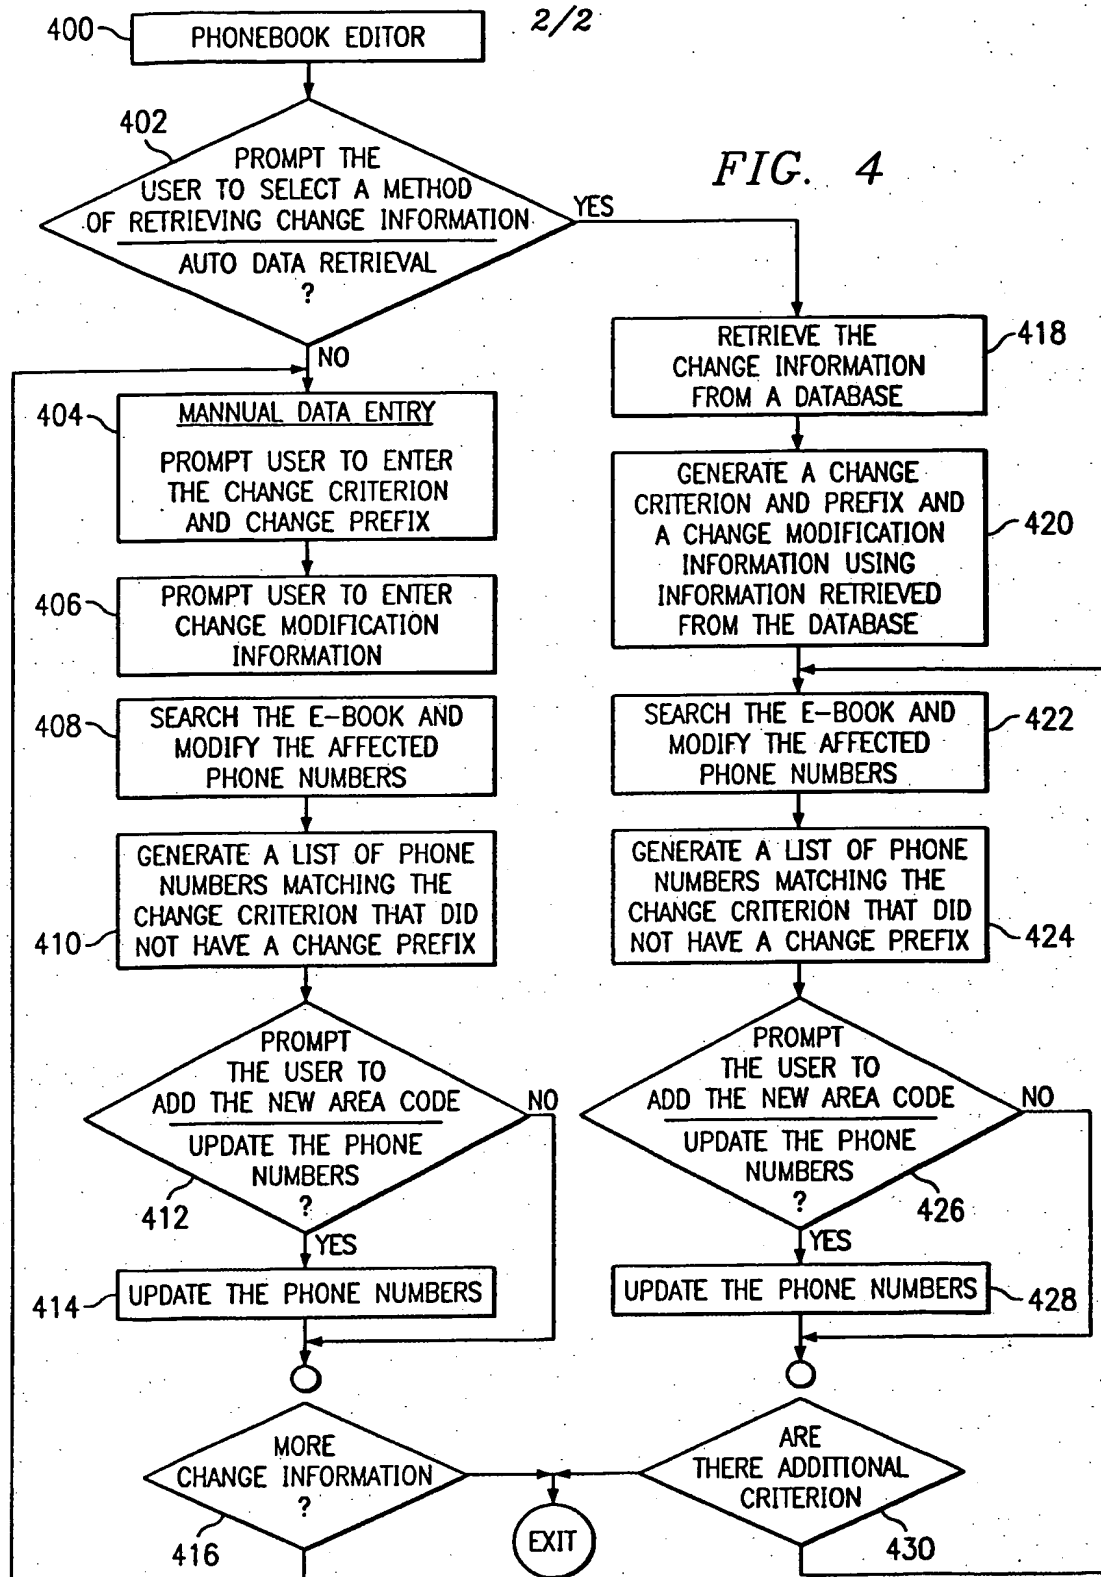 2/2
400
PHONEBOOK EDITOR
FIG. 4
402
PROMPT THE
USER TO SELECT A METHOD
OF RETRIEVING CHANGE INFORMATION
AUTO DATA RETRIEVAL
?
YES
NO
404
MANNUAL DATA ENTRY
PROMPT USER TO ENTER
THE CHANGE CRITERION
AND CHANGE PREFIX
406
PROMPT USER TO ENTER
CHANGE MODIFICATION
INFORMATION
408
SEARCH THE E-BOOK AND
MODIFY THE AFFECTED
PHONE NUMBERS
410
GENERATE A LIST OF PHONE
NUMBERS MATCHING THE
CHANGE CRITERION THAT DID
NOT HAVE A CHANGE PREFIX
PROMPT
THE USER TO
ADD THE NEW AREA CODE
UPDATE THE PHONE
NUMBERS
?
412
NO
YES
414
UPDATE THE PHONE NUMBERS
MORE
CHANGE INFORMATION
?
416
RETRIEVE THE
CHANGE INFORMATION
FROM A DATABASE
418
GENERATE A CHANGE
CRITERION AND PREFIX AND
A CHANGE MODIFICATION
INFORMATION USING
INFORMATION RETRIEVED
FROM THE DATABASE
420
SEARCH THE E-BOOK AND
MODIFY THE AFFECTED
PHONE NUMBERS
422
GENERATE A LIST OF PHONE
NUMBERS MATCHING THE
CHANGE CRITERION THAT DID
NOT HAVE A CHANGE PREFIX
424
PROMPT
THE USER TO
ADD THE NEW AREA CODE
UPDATE THE PHONE
NUMBERS
?
426
NO
YES
UPDATE THE PHONE NUMBERS
428
ARE
THERE ADDITIONAL
CRITERION
430
EXIT